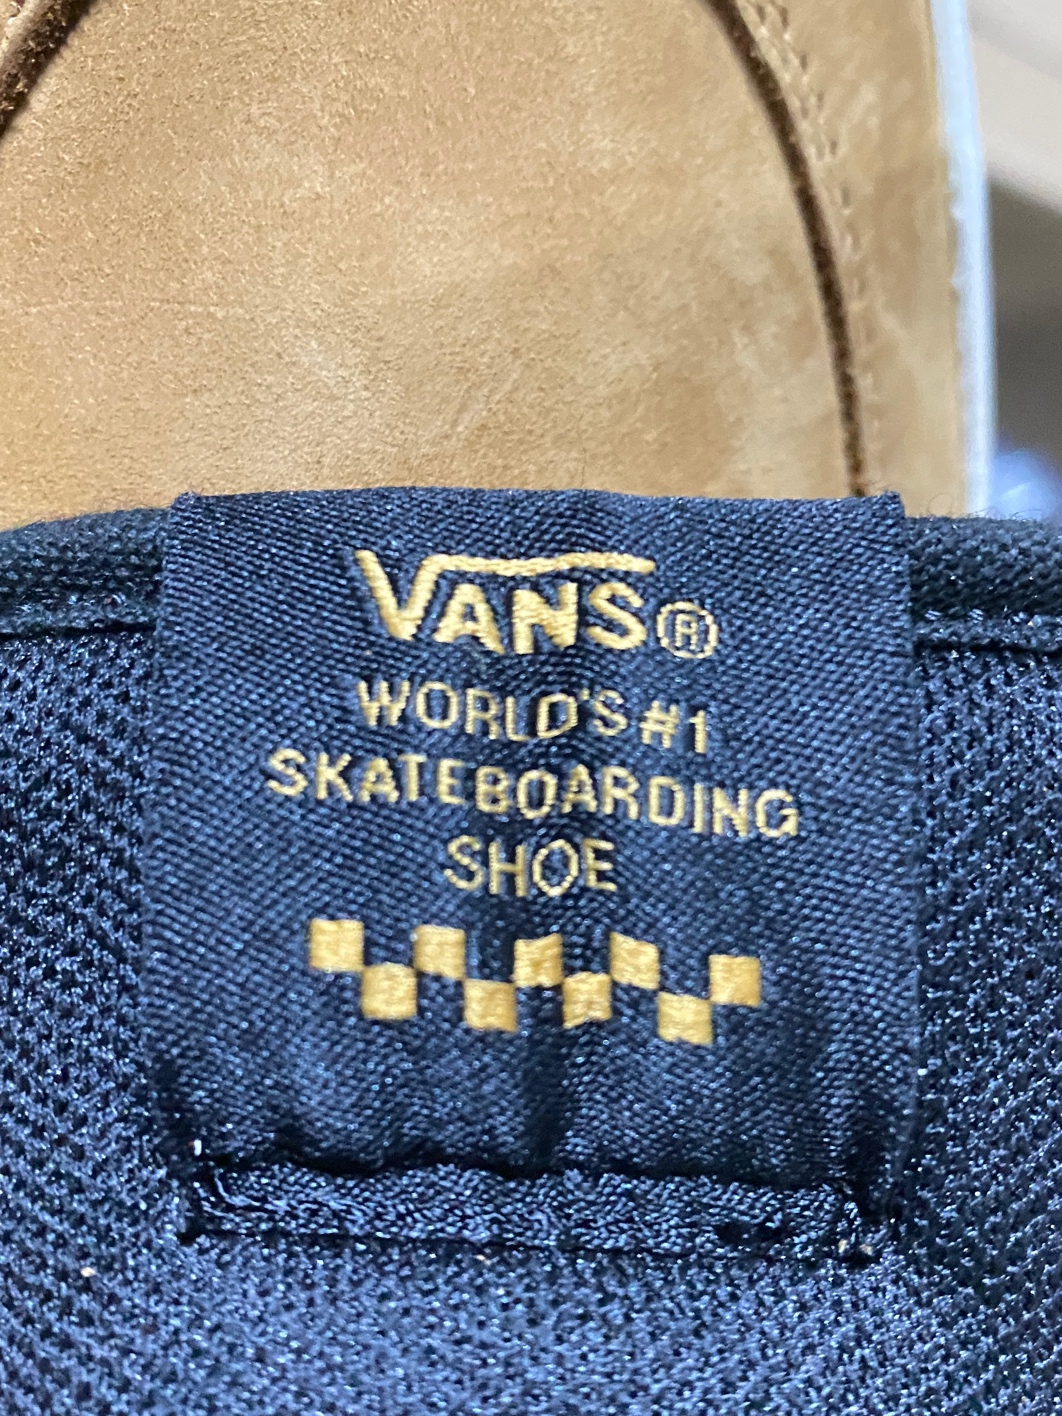 VANS®
WORLD'S #1
SKATEBOARDING
SHOE